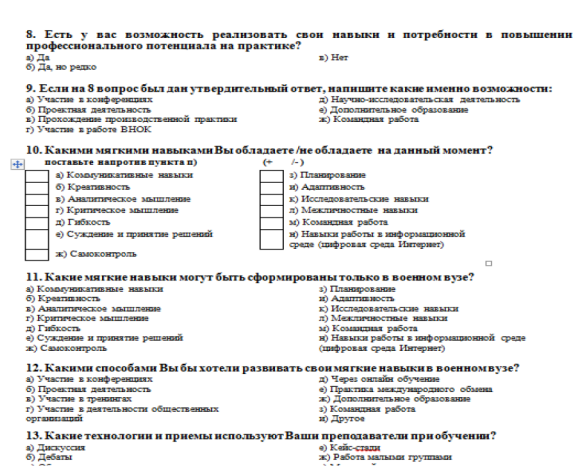 8. Есть у вас возможность реализовать свои навыки и потребности в повышении
профессионального потенциала на практике?
а) Да
б) Да, но редко
в) Нет
9. Если на 8 вопрос был дан утвердительный ответ, напишите какие именно возможности:
а) Участие в конференциях
б) Проектная деятельность
в) Прохождение производственной практики
г) Участие в работе ВНОК
д) Научно-исследовательская деятельность
е) Дополнительное образование
ж) Командная работа
10. Какими мягкими навыками Вы обладаете /не обладаете на данный момент?
поставьте напротив пункта п) (+ /-)
а) Коммуникативные навыки
б) Креативность
в) Аналитическое мышление
г) Критическое мышление
д) Гибкость
е) Суждение и принятие решений
ж) Самоконтроль
з) Планирование
и) Адаптивность
к) Исследовательские навыки
л) Межличностные навыки
м) Командная работа
н) Навыки работы в информационной
среде (цифровая среда Интернет)
11. Какие мягкие навыки могут быть сформированы только в военном вузе?
а) Коммуникативные навыки
б) Креативность
в) Аналитическое мышление
г) Критическое мышление
д) Гибкость
е) Суждение и принятие решений
ж) Самоконтроль
з) Планирование
и) Адаптивность
к) Исследовательские навыки
л) Межличностные навыки
м) Командная работа
н) Навыки работы в информационной среде
(цифровая среда Интернет)
12. Какими способами Вы бы хотели развивать свои мягкие навыки в военном вузе?
а) Участие в конференциях
б) Проектная деятельность
в) Участие в тренингах
г) Участие в деятельности общественных
организаций
д) Через онлайн обучение
е) Практика международного обмена
ж) Дополнительное образование
з) Командная работа
и) Другое
13. Какие технологии и приемы используют Ваши преподаватели при обучении?
а) Дискуссия
б) Дебаты
е) Кейс-стади
ж) Работа малыми группами